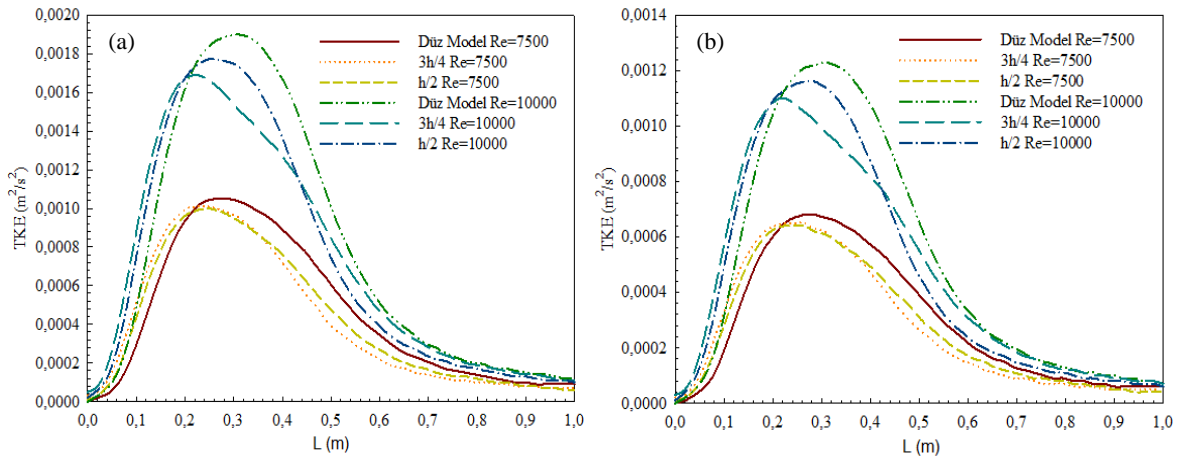 (a)
Düz Model Re=7500
3h/4 Re=7500
h/2 Re=7500
Düz Model Re=10000
3h/4 Re=10000
h/2 Re=10000
TKE (m²/s²)
0,0020
0,0018
0,0016
0,0014
0,0012
0,0010
0,0008
0,0006
0,0004
0,0002
0,0000
0,0 0,1 0,2 0,3 0,4 0,5 0,6 0,7 0,8 0,9 1,0
L (m)
(b)
Düz Model Re=7500
3h/4 Re=7500
h/2 Re=7500
Düz Model Re=10000
3h/4 Re=10000
h/2 Re=10000
TKE (m²/s²)
0,0014
0,0012
0,0010
0,0008
0,0006
0,0004
0,0002
0,0000
0,0 0,1 0,2 0,3 0,4 0,5 0,6 0,7 0,8 0,9 1,0
L (m)